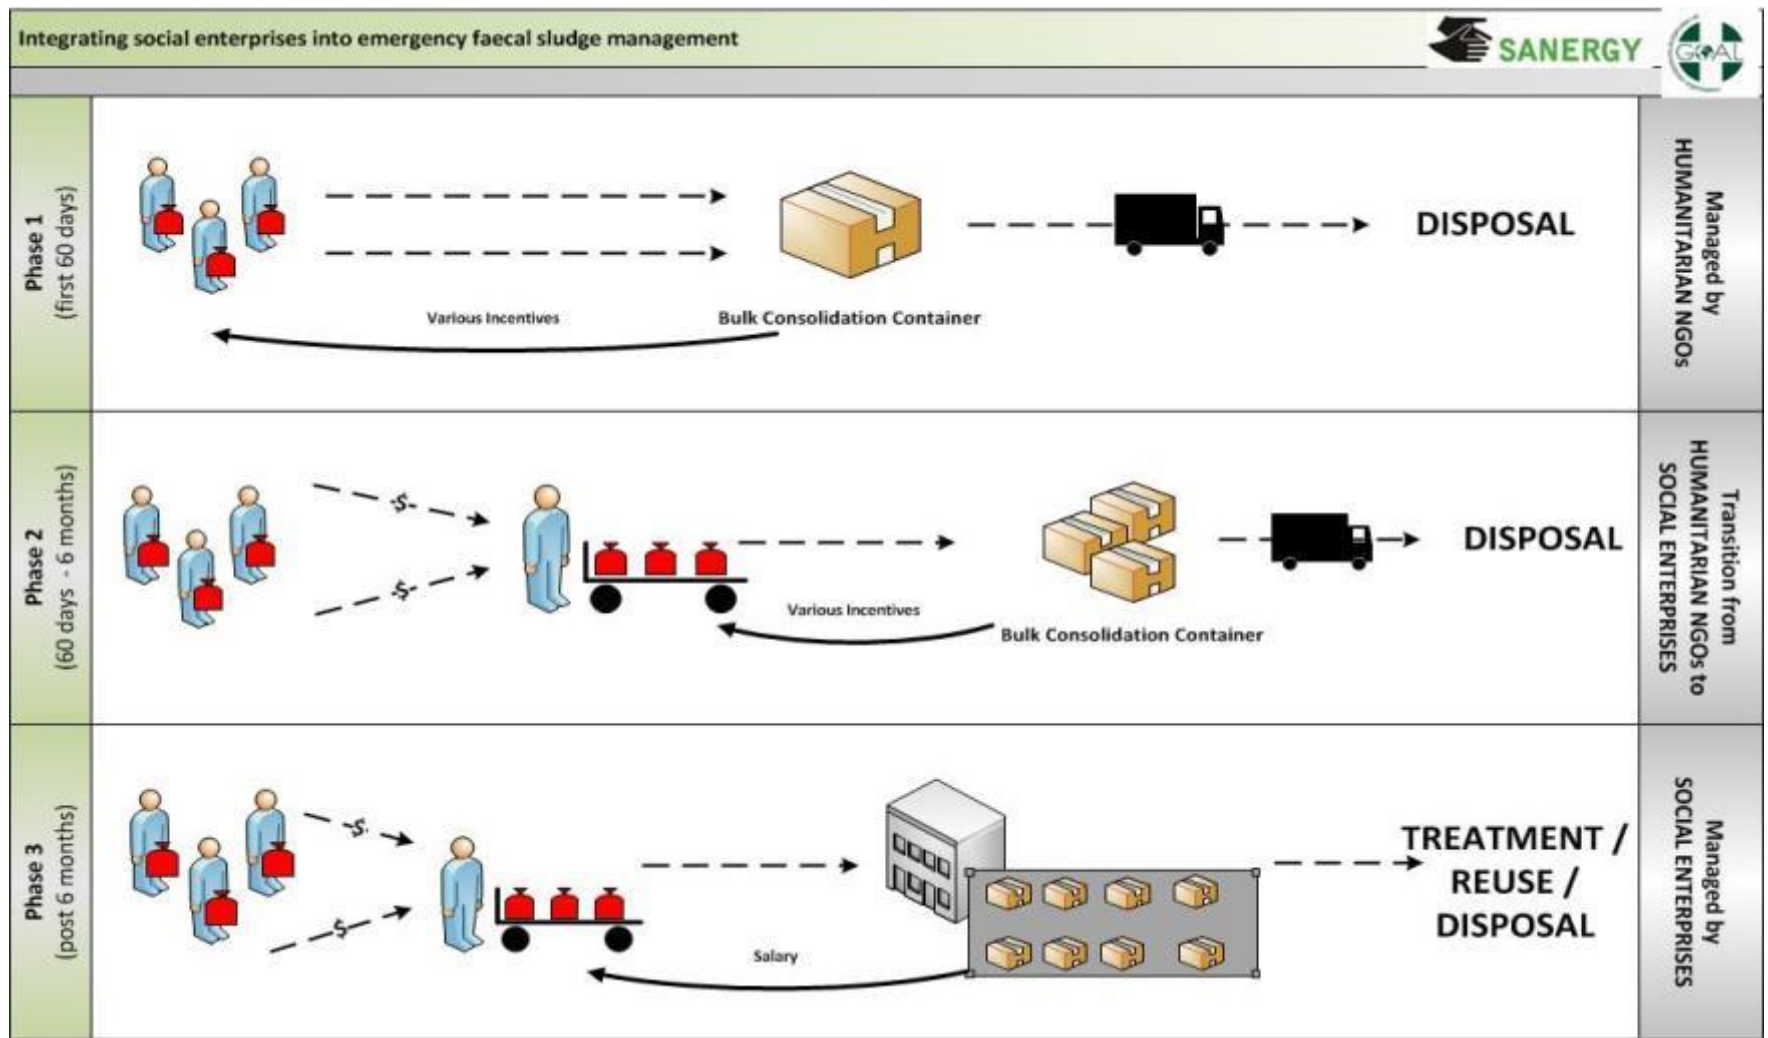 Integrating social enterprises into emergency faecal sludge management
SANERGY
GOAL
Phase 1
(first 60 days)
Various Incentives
Bulk Consolidation Container
DISPOSAL
Managed by
HUMANITARIAN NGOs
Phase 2
(60 days - 6 months)
-$-
-$-
Various Incentives
Bulk Consolidation Container
DISPOSAL
Transition from
HUMANITARIAN NGOs to
SOCIAL ENTERPRISES
Phase 3
(post 6 months)
-$-
$
Salary
TREATMENT /
REUSE /
DISPOSAL
Managed by
SOCIAL ENTERPRISES